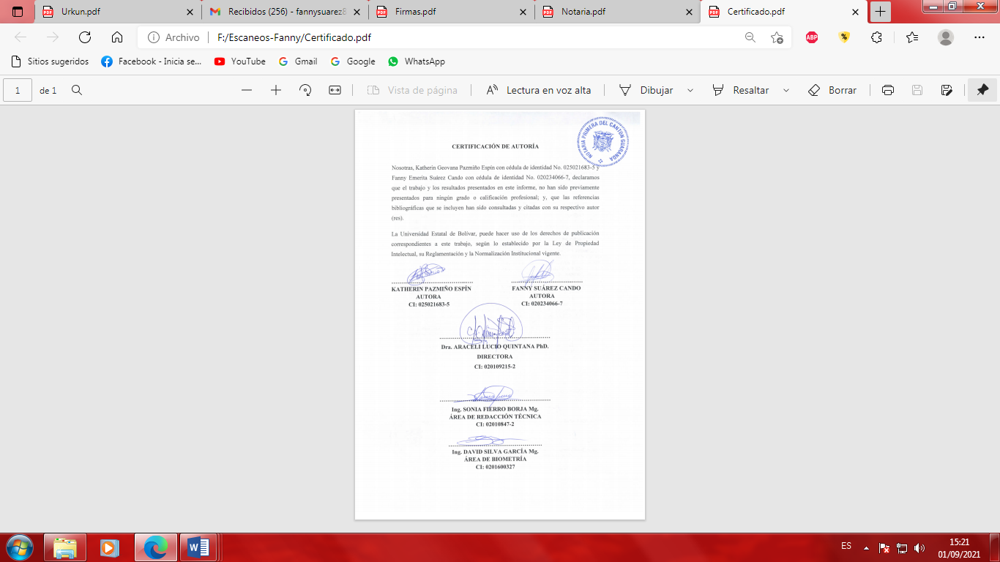 Urkun.pdf
Recibidos (256) - fannysuarez8
Firmas.pdf
Notaria.pdf
Certificado.pdf
Archivo F:/Escaneos-Fanny/Certificado.pdf
ABP
Sitios sugeridos
Facebook - Inicia se...
YouTube
Gmail
Google
WhatsApp
1 de 1
Vista de página
Lectura en voz alta
Dibujar
Resaltar
Borrar
NOTARIA PRIMERA DEL CANTÓN GUARANDA
CERTIFICACIÓN DE AUTORÍA
Nosotras, Katherin Geovana Pazmiño Espín con cédula de identidad No. 025021683-5 y
Fanny Emerita Suárez Cando con cédula de identidad No. 020234066-7, declaramos
que el trabajo y los resultados presentados en este informe, no han sido previamente
presentados para ningún grado o calificación profesional; y, que las referencias
bibliográficas que se incluyen han sido consultadas y citadas con su respectivo autor
(res).
La Universidad Estatal de Bolívar, puede hacer uso de los derechos de publicación
correspondientes a este trabajo, según lo establecido por la Ley de Propiedad
Intelectual, su Reglamentación y la Normalización Institucional vigente.
KATHERIN PAZMIÑO ESPÍN
AUTORA
CI: 025021683-5
FANNY SUÁREZ CANDO
AUTORA
CI: 020234066-7
Dra. ARACELI LUCIO QUINTANA PhD.
DIRECTORA
CI: 020109215-2
Ing. SONIA FIERRO BORJA Mg.
ÁREA DE REDACCIÓN TÉCNICA
CI: 02010847-2
Ing. DAVID SILVA GARCÍA Mg.
ÁREA DE BIOMETRÍA
CI: 0201600327
ES
15:21
01/09/2021